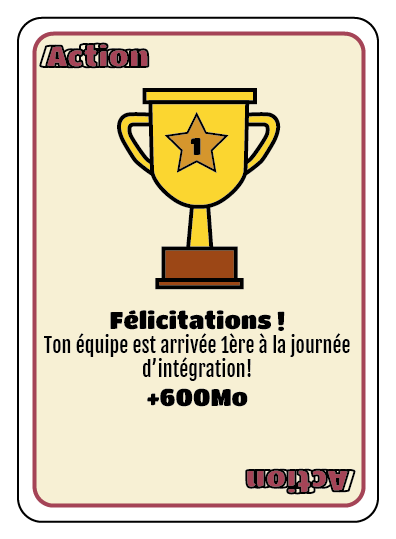 Action
1
Félicitations !
Ton équipe est arrivée 1ère à la journée
d'intégration!
+600Mo
Action